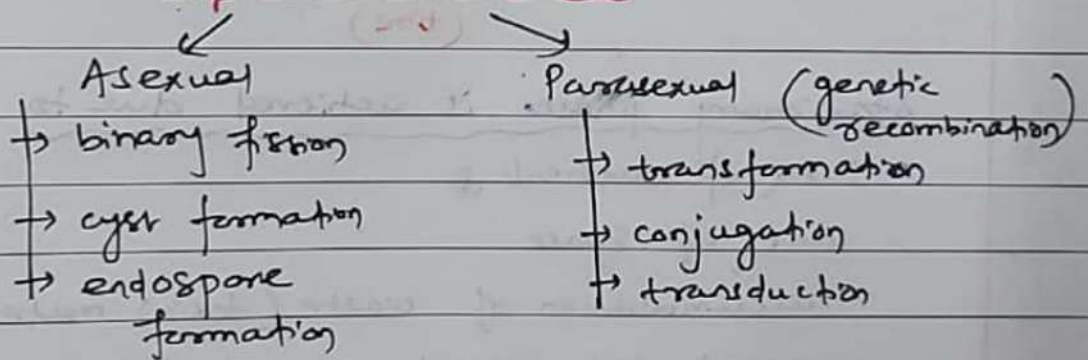 Asexual
→ binary fission
→ cyst formation
→ endospore
formation
Parasexual (genetic
recombination)
→ transformation
→ conjugation
→ transduction